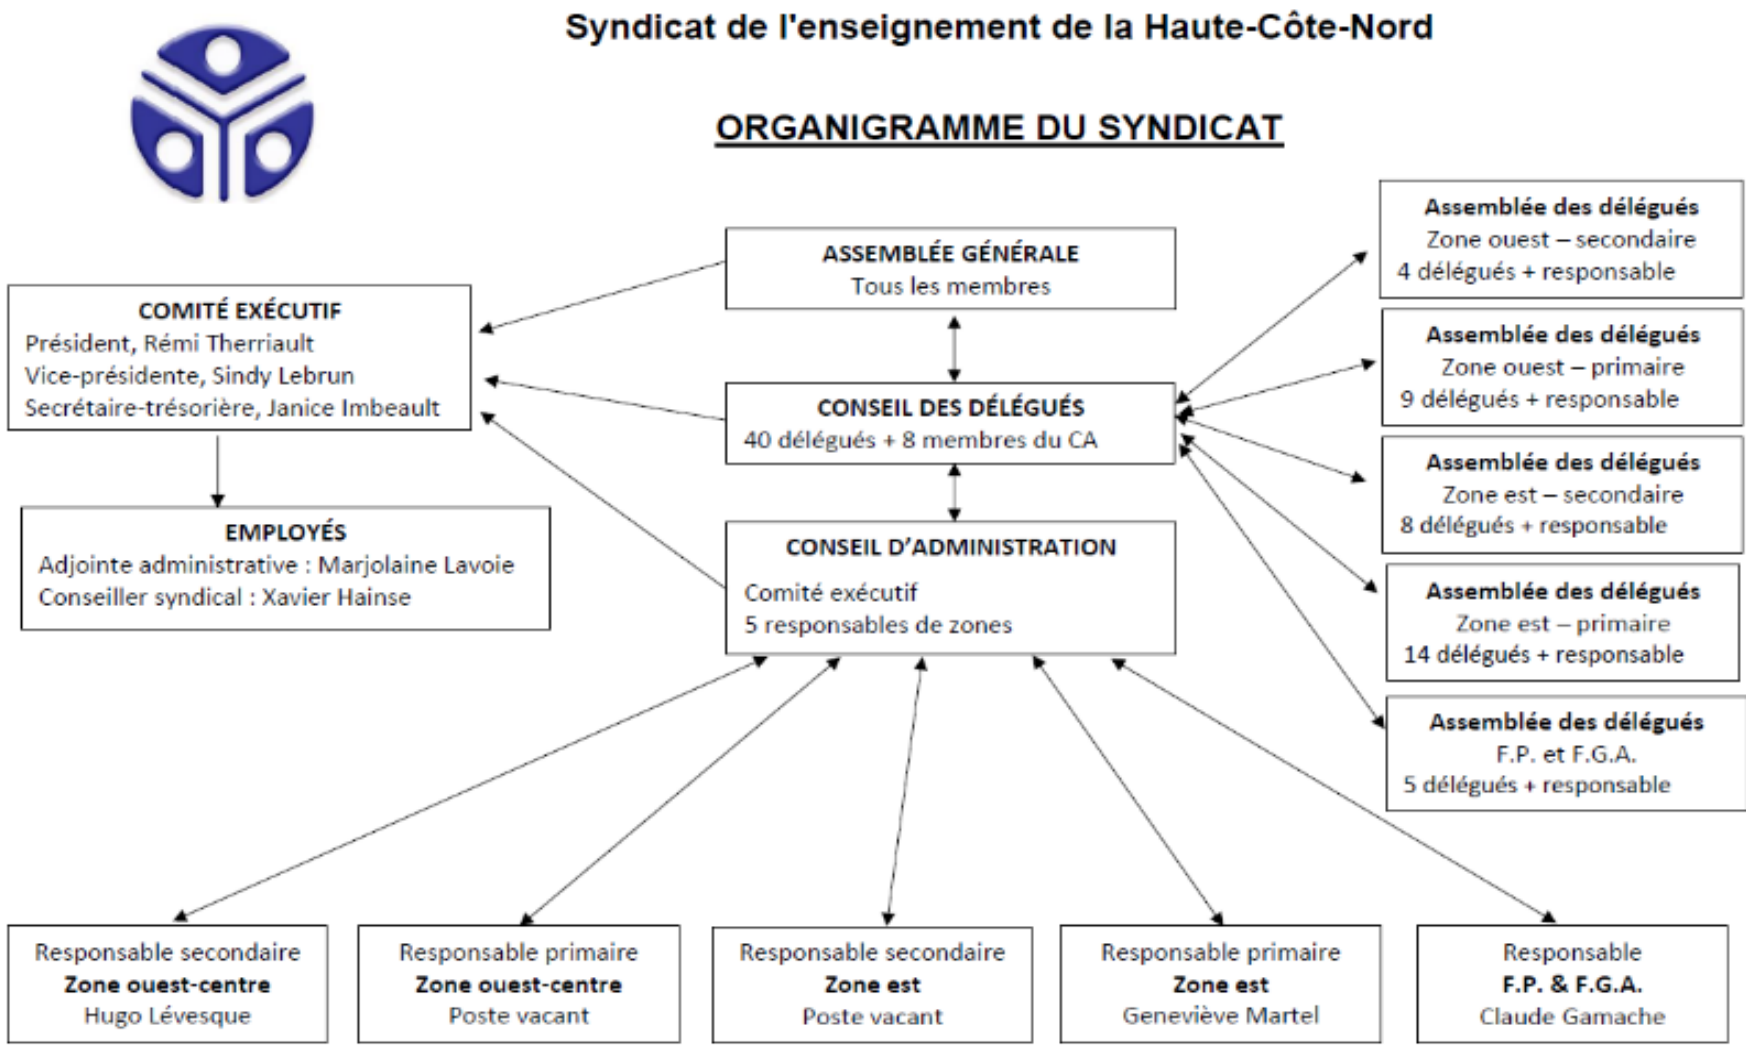 Syndicat de l'enseignement de la Haute-Côte-Nord
ORGANIGRAMME DU SYNDICAT
ASSEMBLÉE GÉNÉRALE
Tous les membres
COMITÉ EXÉCUTIF
Président, Rémi Therriault
Vice-présidente, Sindy Lebrun
Secrétaire-trésorière, Janice Imbeault
CONSEIL DES DÉLÉGUÉS
40 délégués + 8 membres du CA
EMPLOYÉS
Adjointe administrative : Marjolaine Lavoie
Conseiller syndical : Xavier Hainse
CONSEIL D'ADMINISTRATION
Comité exécutif
5 responsables de zones
Assemblée des délégués
Zone ouest – secondaire
4 délégués + responsable
Assemblée des délégués
Zone ouest – primaire
9 délégués + responsable
Assemblée des délégués
Zone est – secondaire
8 délégués + responsable
Assemblée des délégués
Zone est – primaire
14 délégués + responsable
Assemblée des délégués
F.P. et F.G.A.
5 délégués + responsable
Responsable secondaire
Zone ouest-centre
Hugo Lévesque
Responsable primaire
Zone ouest-centre
Poste vacant
Responsable secondaire
Zone est
Poste vacant
Responsable primaire
Zone est
Geneviève Martel
Responsable
F.P. & F.G.A.
Claude Gamache